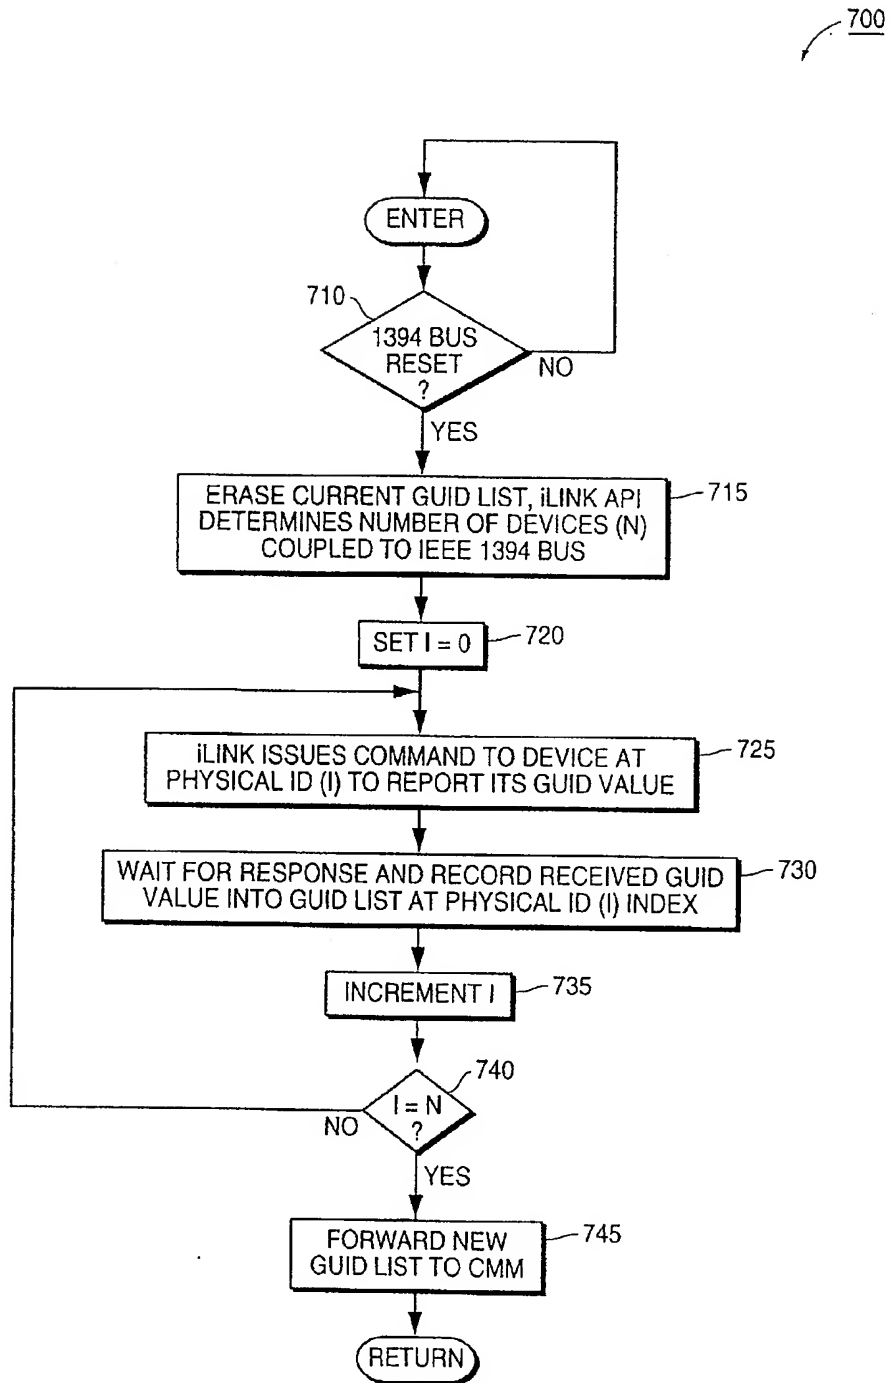 700
ENTER
710
1394 BUS
RESET
?
NO
YES
ERASE CURRENT GUID LIST, iLINK API
DETERMINES NUMBER OF DEVICES (N)
COUPLED TO IEEE 1394 BUS
715
SET I = 0
720
iLINK ISSUES COMMAND TO DEVICE AT
PHYSICAL ID (I) TO REPORT ITS GUID VALUE
725
WAIT FOR RESPONSE AND RECORD RECEIVED GUID
VALUE INTO GUID LIST AT PHYSICAL ID (I) INDEX
730
INCREMENT I
735
740
I = N
?
NO
YES
FORWARD NEW
GUID LIST TO CMM
745
RETURN